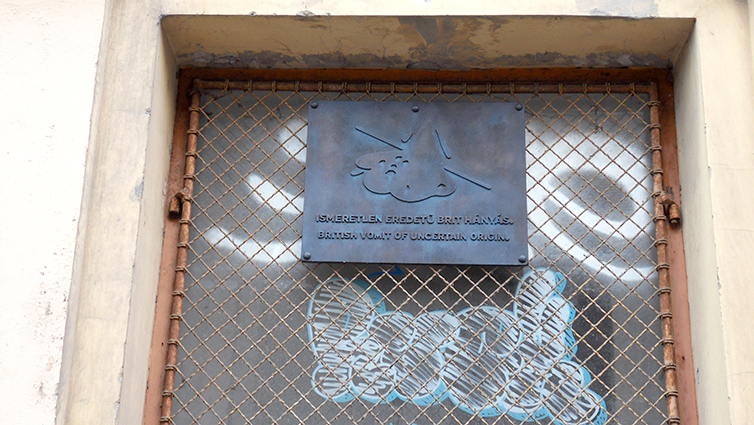 ISMERETLEN EREDETŰ BRIT HÁNYÁS.
BRITISH VOMIT OF UNCERTAIN ORIGIN.